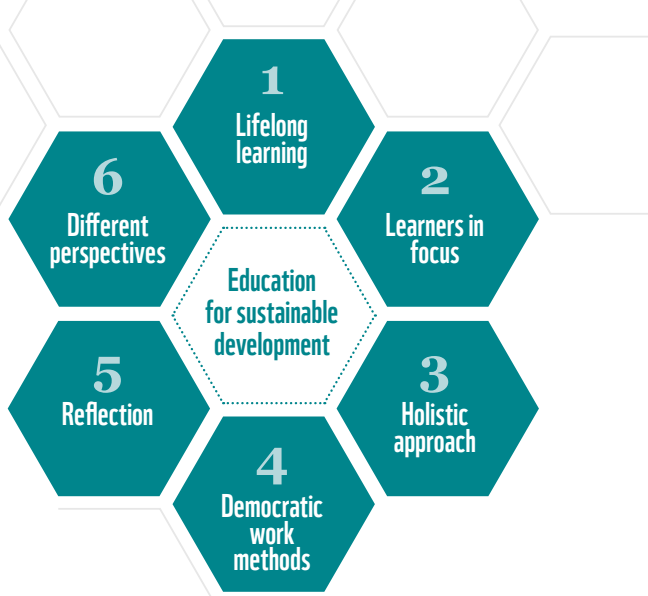 1
Lifelong
learning
2
Learners in
focus
3
Holistic
approach
4
Democratic
work
methods
5
Reflection
6
Different
perspectives
Education
for sustainable
development